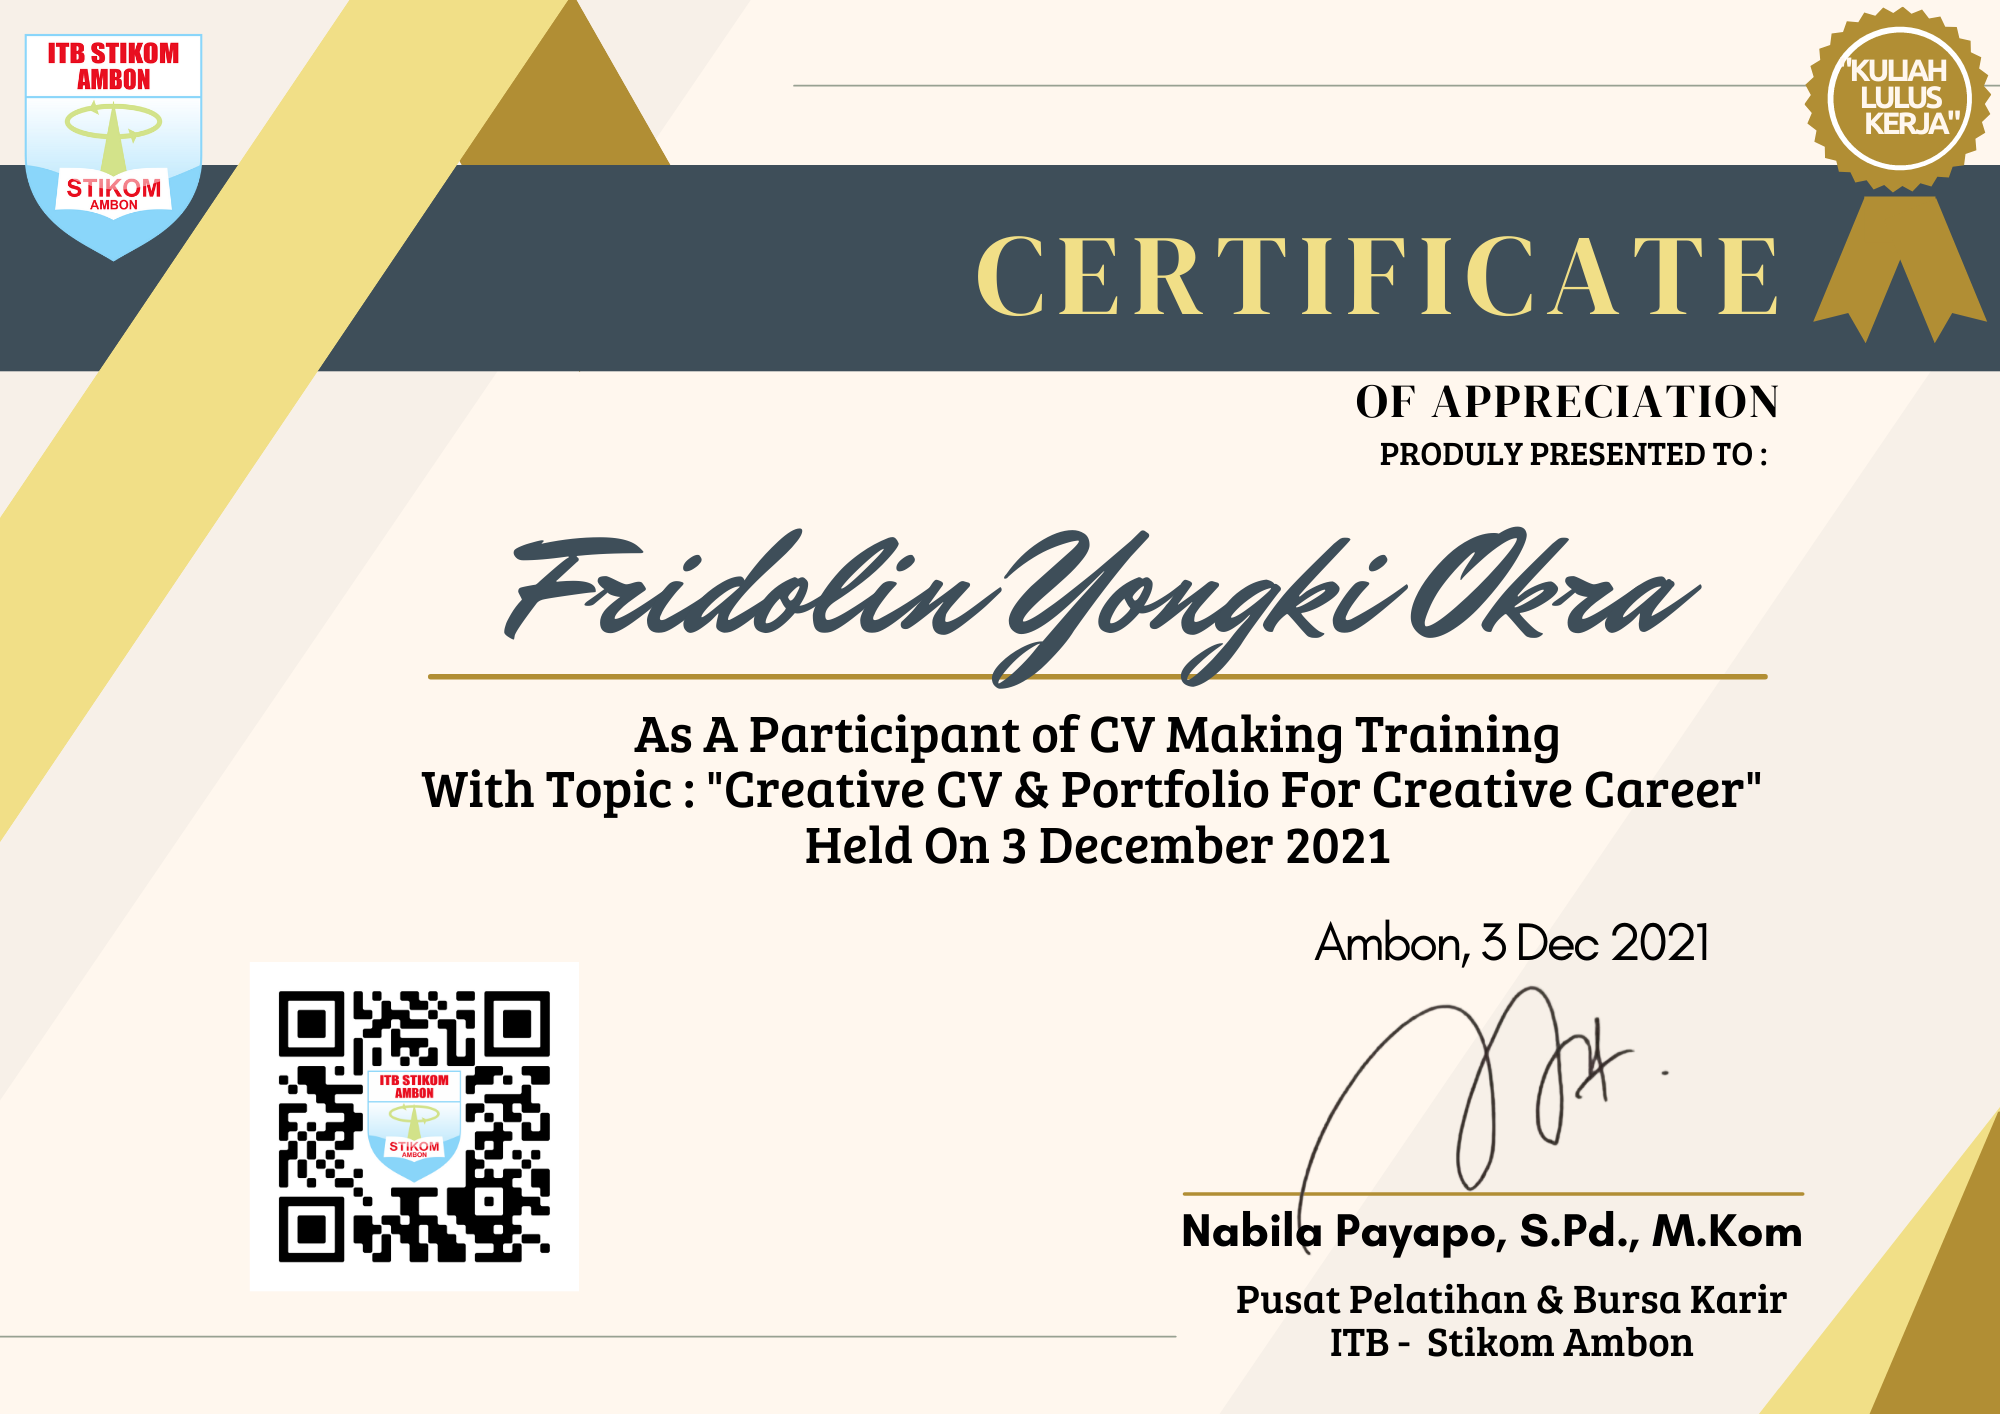 ITB STIKOM
AMBON
STIKOM
AMBON
"KULIAH
LULUS
KERJA"
CERTIFICATE
OF APPRECIATION
PRODULY PRESENTED TO :
Fridolin Yongki Okra
As A Participant of CV Making Training
With Topic : "Creative CV & Portfolio For Creative Career"
Held On 3 December 2021
Ambon, 3 Dec 2021
ITB STIKOM
AMBON
STIKOM
AMBON
Nabila Payapo, S.Pd., M.Kom
Pusat Pelatihan & Bursa Karir
ITB -  Stikom Ambon